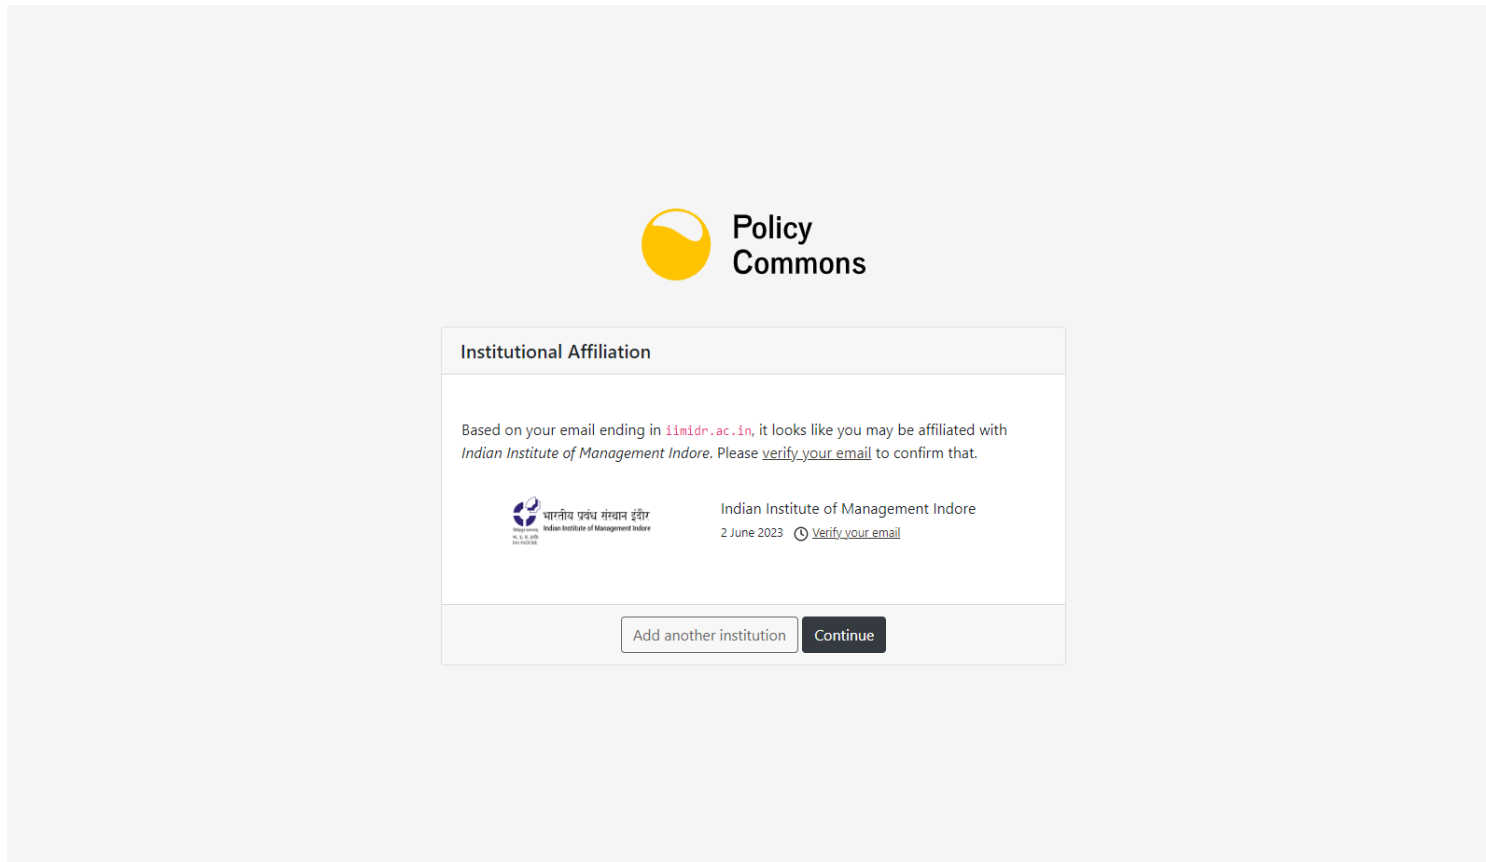 Policy
Commons
Institutional Affiliation
Based on your email ending in iimidr.ac.in, it looks like you may be affiliated with
Indian Institute of Management Indore. Please verify your email to confirm that.
भारतीय प्रबंध संस्थान इंदौर
Indian Institute of Management Indore
Indian Institute of Management Indore
2 June 2023 Verify your email
Add another institution Continue